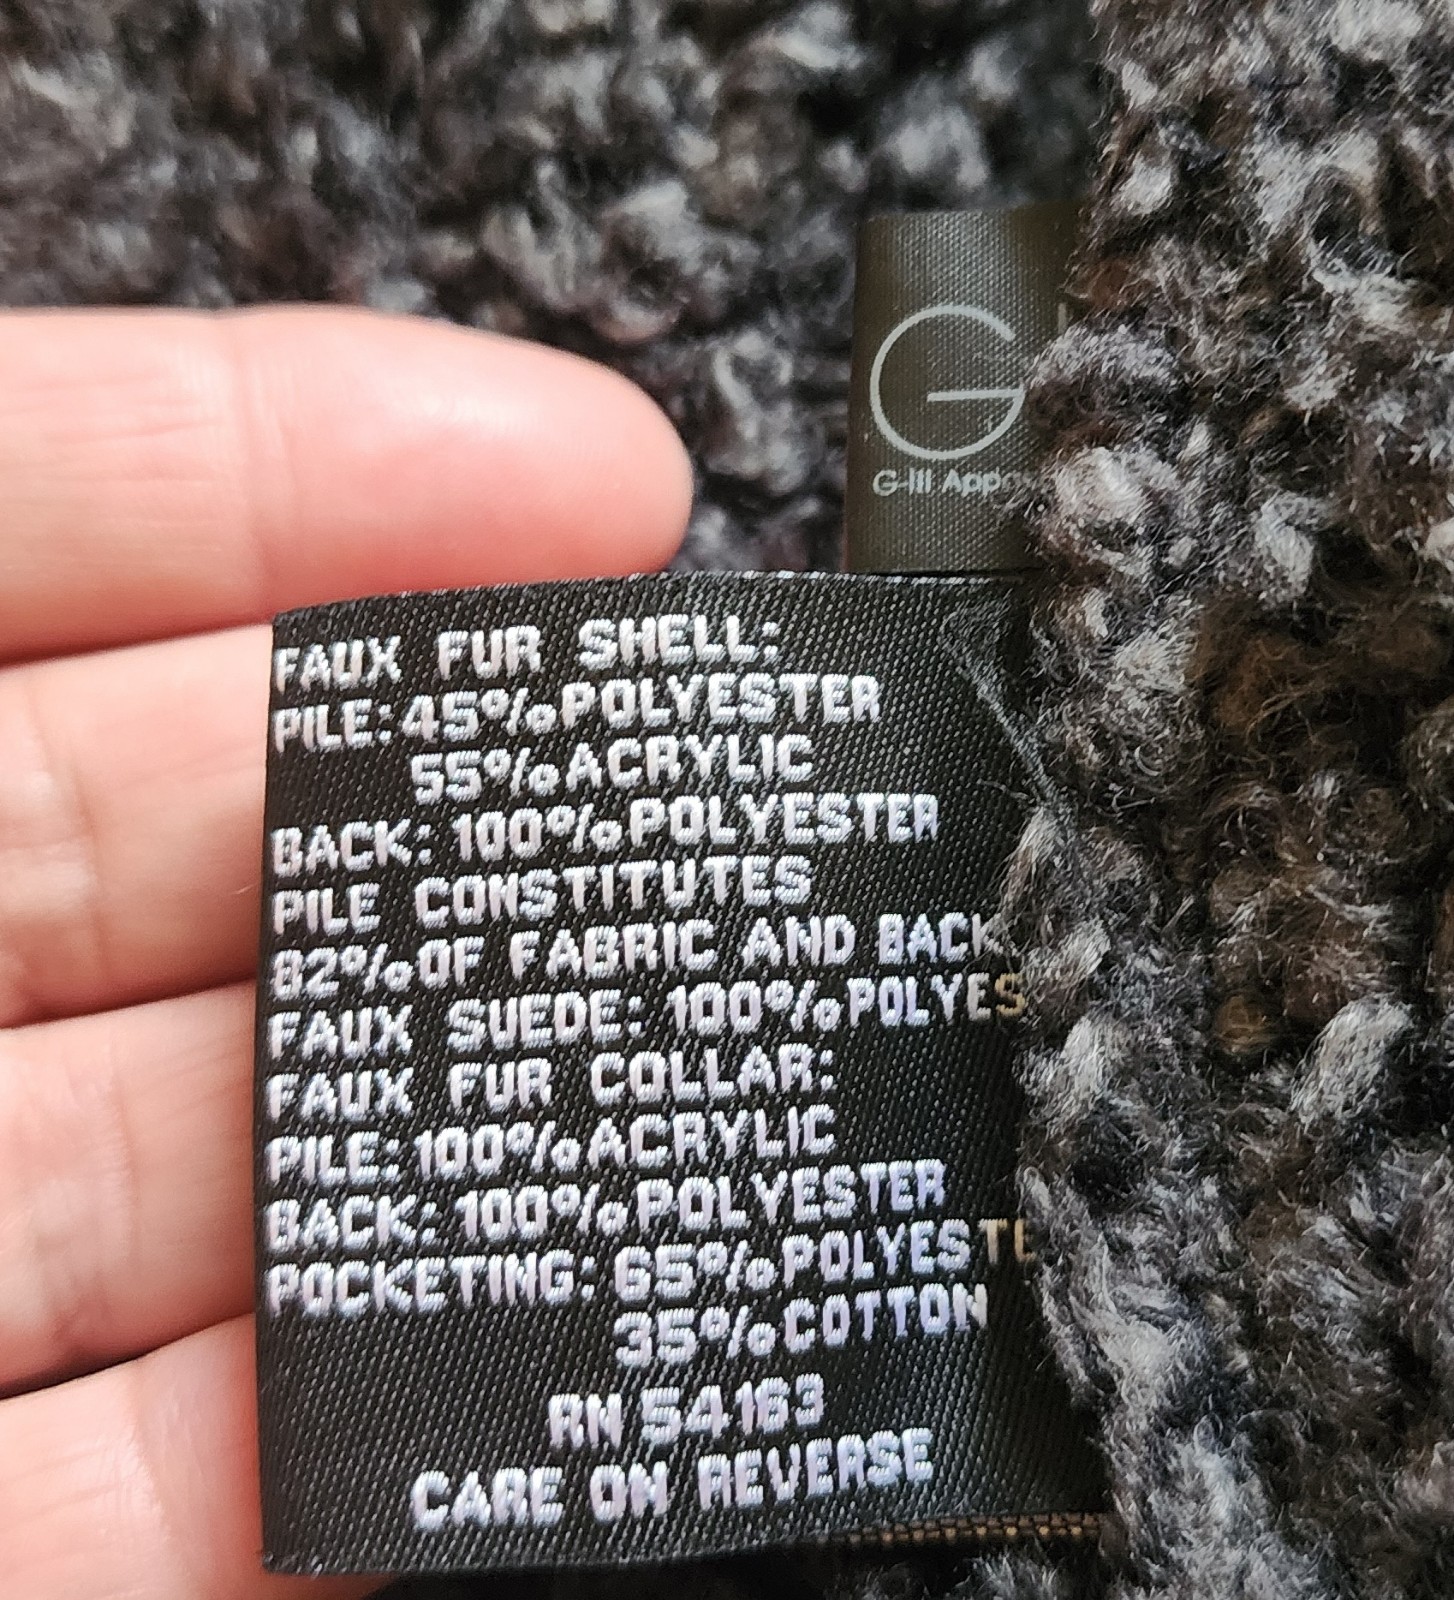 G
G-III Appa
FAUX FUR SHELL:
PILE: 45% POLYESTER
55% ACRYLIC
BACK: 100% POLYESTER
PILE CONSTITUTES
82% OF FABRIC AND BACK
FAUX SUEDE: 100% POLYES
FAUX FUR COLLAR:
PILE: 100% ACRYLIC
BACK: 100% POLYESTER
POCKETING: 65% POLYESTE
35% COTTON
RN 54163
CARE ON REVERSE